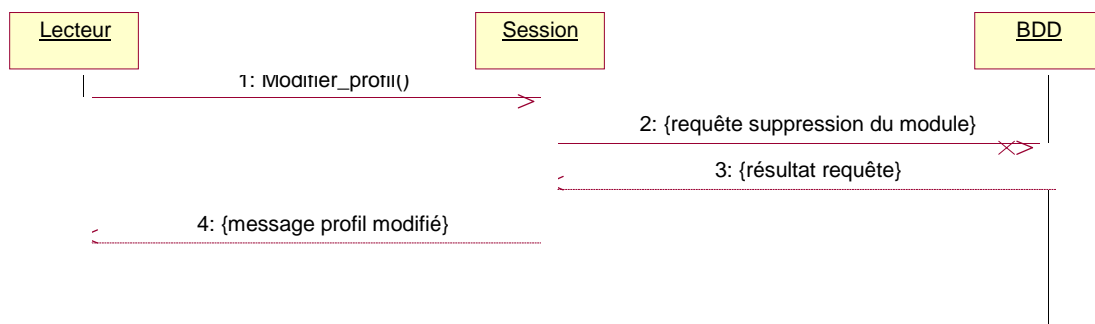 Lecteur
Session
BDD
1: Modifier_profil()
2: {requête suppression du module}
3: {résultat requête}
4: {message profil modifié}